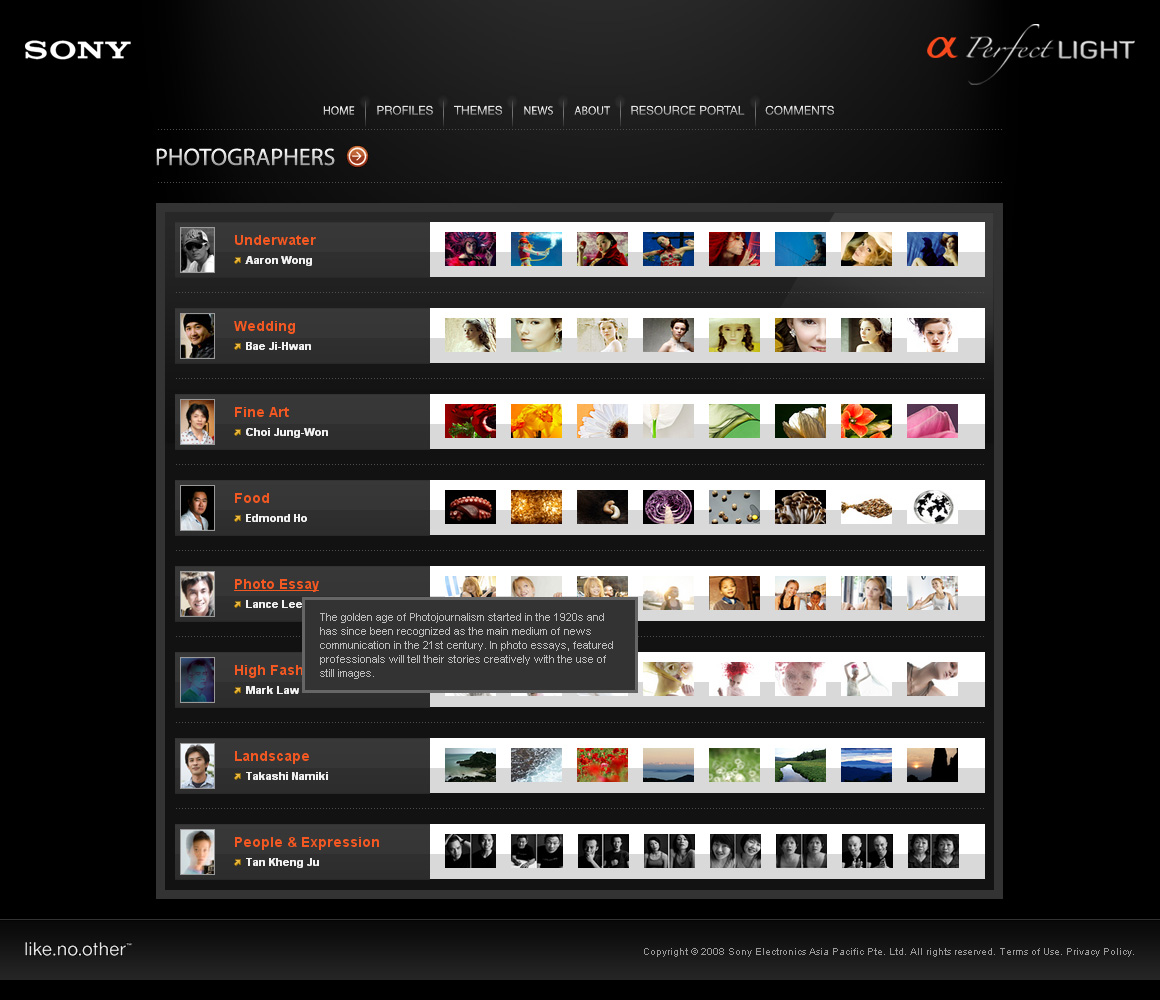 SONY
α Perfect LIGHT
HOME PROFILES THEMES NEWS ABOUT RESOURCE PORTAL COMMENTS
PHOTOGRAPHERS
Underwater
Aaron Wong
Wedding
Bae Ji-Hwan
Fine Art
Choi Jung-Won
Food
Edmond Ho
Photo Essay
Lance Lee
The golden age of Photojournalism started in the 1920s and
has since been recognized as the main medium of news
communication in the 21st century. In photo essays, featured
professionals will tell their stories creatively with the use of
still images.
High Fash
Mark Law
Landscape
Takashi Namiki
People & Expression
Tan Kheng Ju
like.no.other™
Copyright © 2008 Sony Electronics Asia Pacific Pte. Ltd. All rights reserved. Terms of Use. Privacy Policy.